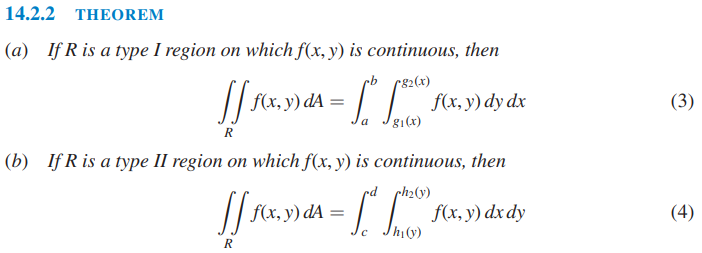 14.2.2 THEOREM
(a) If R is a type I region on which f(x, y) is continuous, then
∬_R f(x, y) dA = ∫_a^b ∫_{g₁(x)}^{g₂(x)} f(x, y) dy dx (3)
(b) If R is a type II region on which f(x, y) is continuous, then
∬_R f(x, y) dA = ∫_c^d ∫_{h₁(y)}^{h₂(y)} f(x, y) dx dy (4)